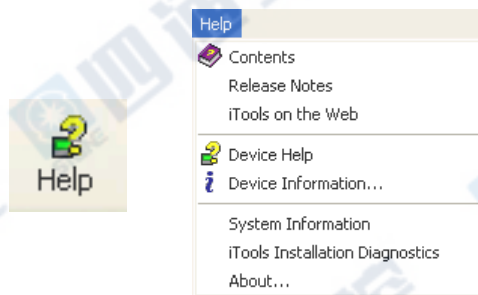 Help
Help
Contents
Release Notes
iTools on the Web
Device Help
Device Information...
System Information
iTools Installation Diagnostics
About...